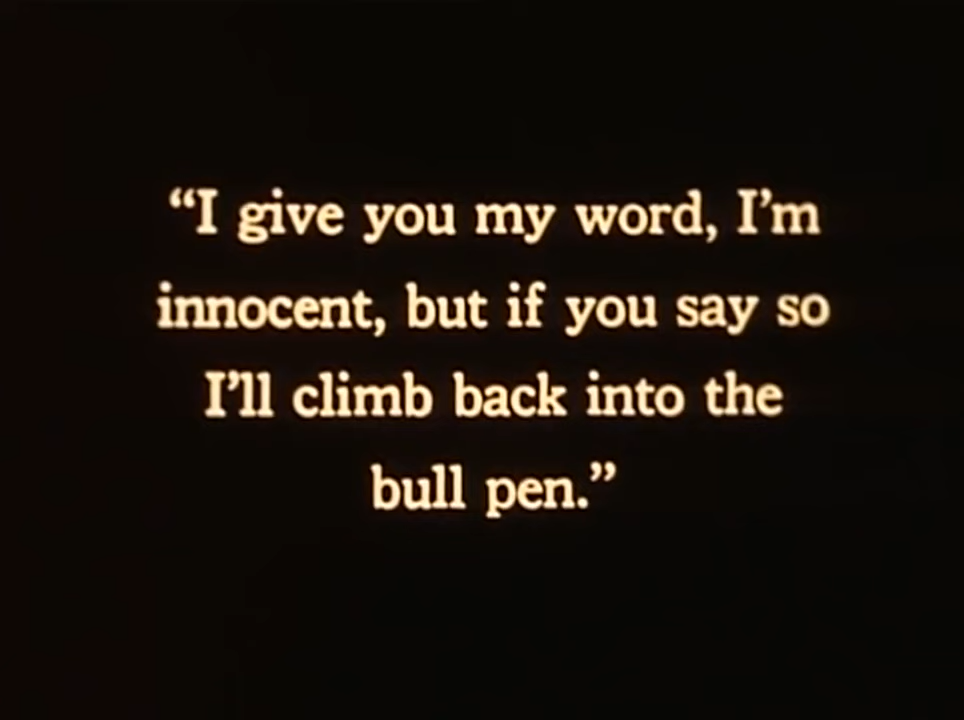 “I give you my word, I’m
innocent, but if you say so
I’ll climb back into the
bull pen.”